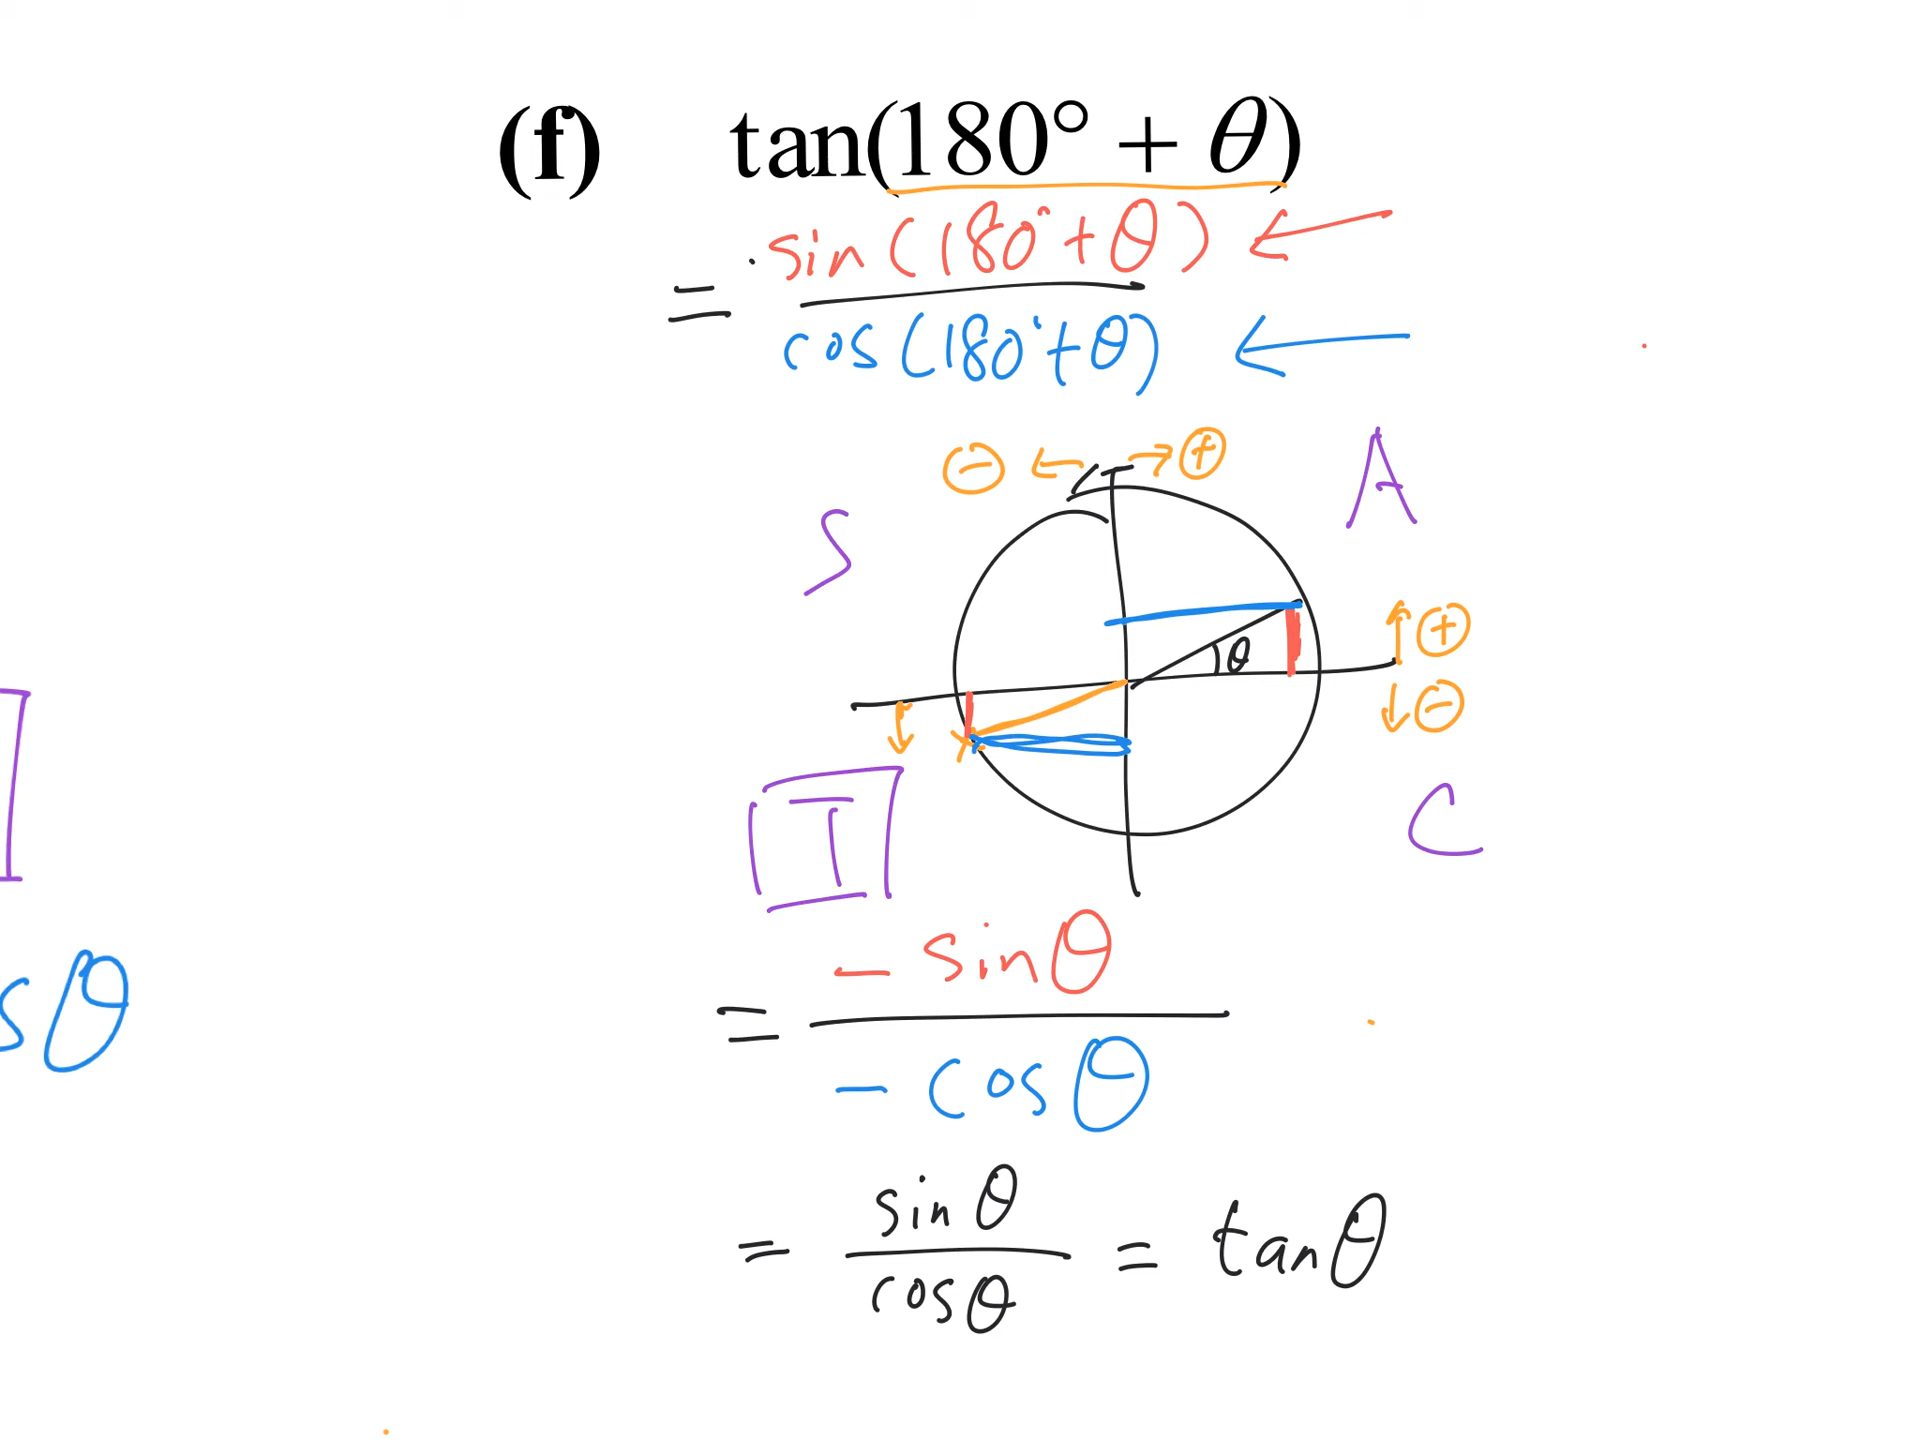 (f) tan(180° + θ)
= sin(180°+θ)
cos(180°+θ)
⊖ ← → ⊕
A
S
θ
↑ ⊕
↓ ⊖
T
C
sθ
= - sinθ
- cosθ
= sinθ / cosθ = tanθ